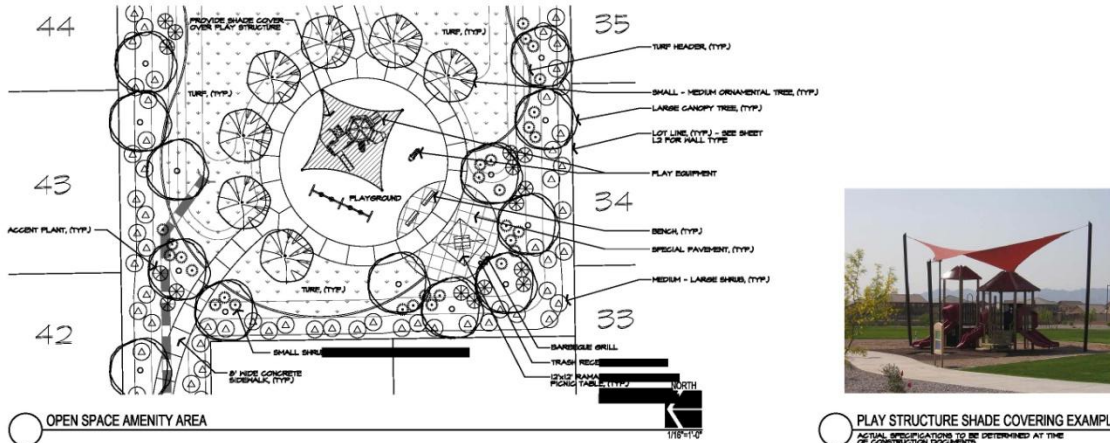 44
PROVIDE SHADE COVER
OVER PLAY STRUCTURE
TURF, (TYP.)
35
TURF HEADER, (TYP.)
SMALL - MEDIUM ORNAMENTAL TREE, (TYP.)
TURF, (TYP.)
LARGE CANOPY TREE, (TYP.)
LOT LINE, (TYP.) - SEE SHEET
L2 FOR WALL TYPE
43
PLAY EQUIPMENT
PLAYGROUND
34
ACCENT PLANT, (TYP.)
BENCH, (TYP.)
SPECIAL PAVEMENT, (TYP.)
MEDIUM - LARGE SHRUB, (TYP.)
TURF, (TYP.)
42
33
SMALL
BARBEQUE GRILL
TRASH
8' WIDE CONCRETE
SIDEWALK, (TYP.)
12'x12'
PICNIC TABLE, (TYP.)
NORTH
1/16"=1'-0"
OPEN SPACE AMENITY AREA
PLAY STRUCTURE SHADE COVERING EXAMPL
ACTUAL SPECIFICATIONS TO BE DETERMINED AT TIME
OF CONSTRUCTION DOCUMENTS